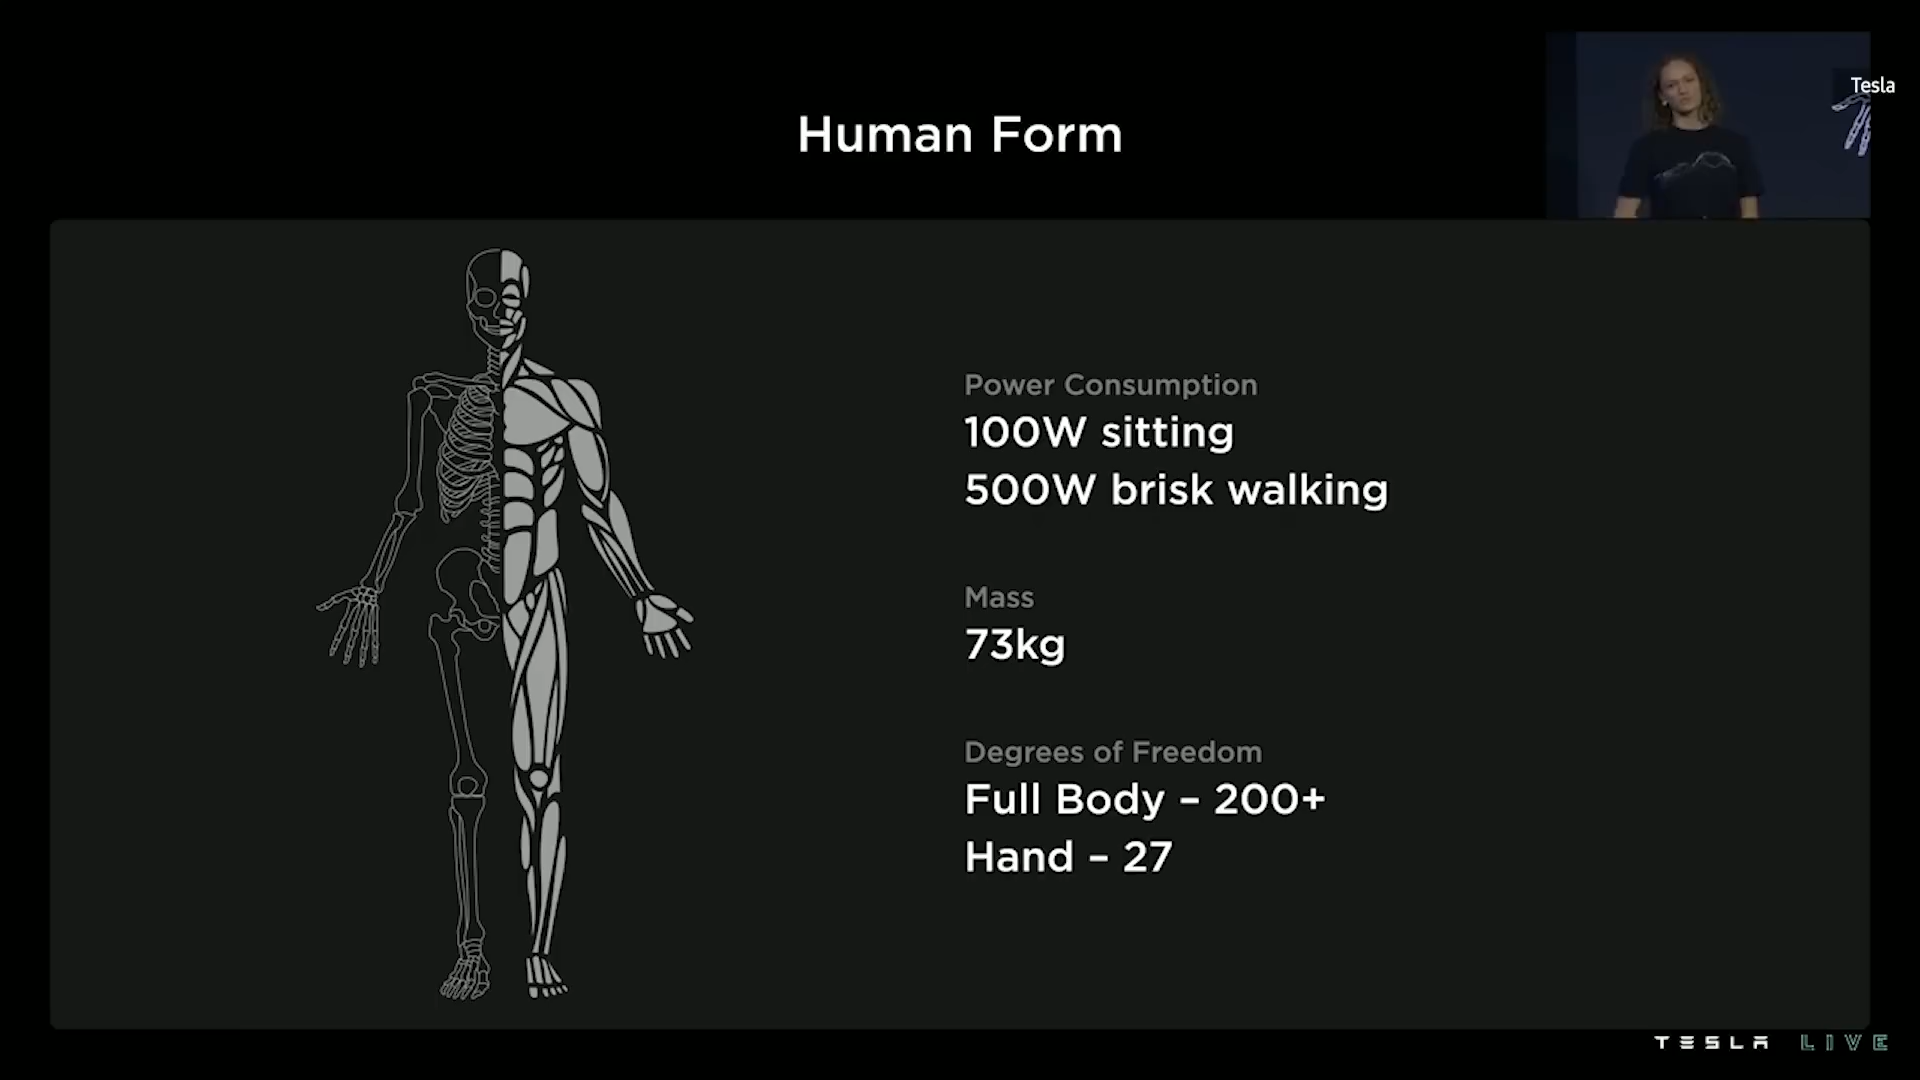 Tesla
Human Form
Power Consumption
100W sitting
500W brisk walking
Mass
73kg
Degrees of Freedom
Full Body – 200+
Hand – 27
TESLA LIVE